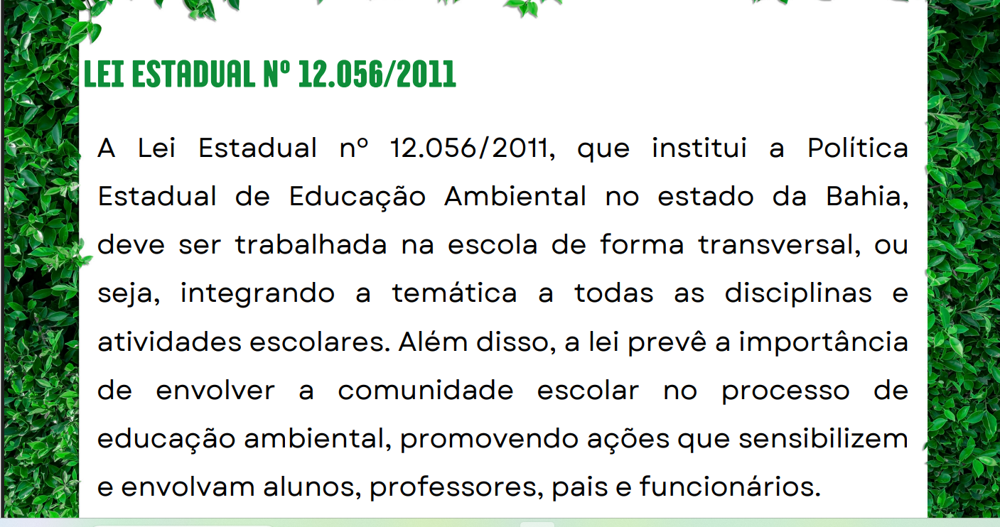 LEI ESTADUAL Nº 12.056/2011
A Lei Estadual nº 12.056/2011, que institui a Política
Estadual de Educação Ambiental no estado da Bahia,
deve ser trabalhada na escola de forma transversal, ou
seja, integrando a temática a todas as disciplinas e
atividades escolares. Além disso, a lei prevê a importância
de envolver a comunidade escolar no processo de
educação ambiental, promovendo ações que sensibilizem
e envolvam alunos, professores, pais e funcionários.